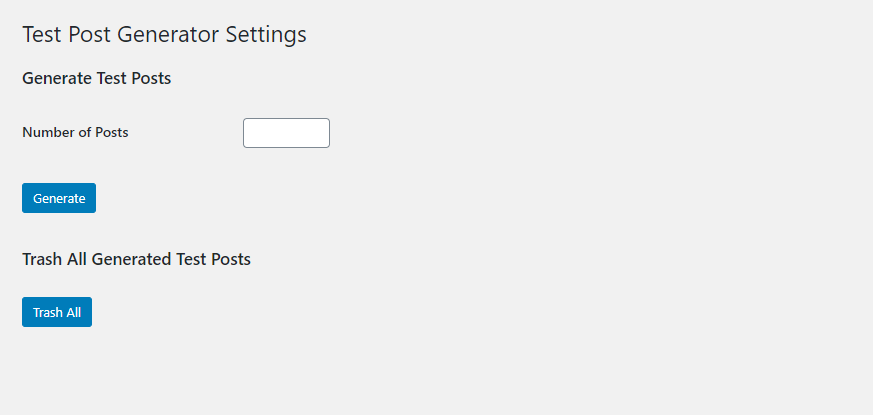 Test Post Generator Settings
Generate Test Posts
Number of Posts
Generate
Trash All Generated Test Posts
Trash All